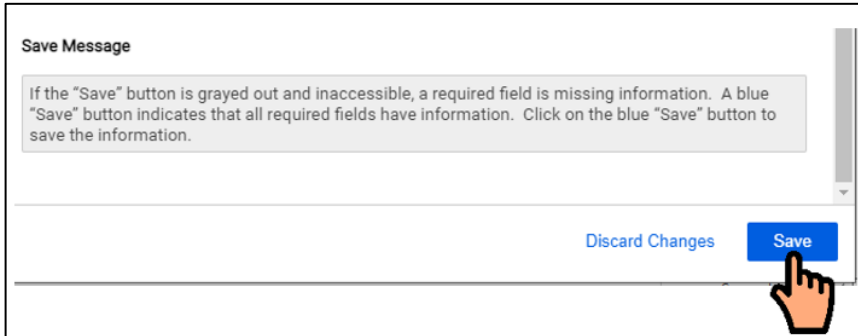 Save Message
If the “Save” button is grayed out and inaccessible, a required field is missing information.  A blue
“Save” button indicates that all required fields have information.  Click on the blue “Save” button to
save the information.
Discard Changes
Save